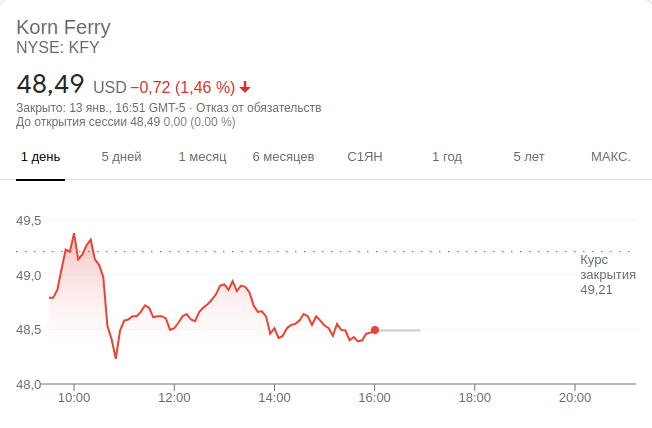 Korn Ferry
NYSE: KFY
48,49 USD −0,72 (1,46 %)
Закрыто: 13 янв., 16:51 GMT-5 · Отказ от обязательств
До открытия сессии 48,49 0,00 (0,00 %)
1 день 5 дней 1 месяц 6 месяцев С1ЯН 1 год 5 лет МАКС.
49,5
Курс
закрытия
49,0
49,21
48,5
48,0
10:00 12:00 14:00 16:00 18:00 20:00